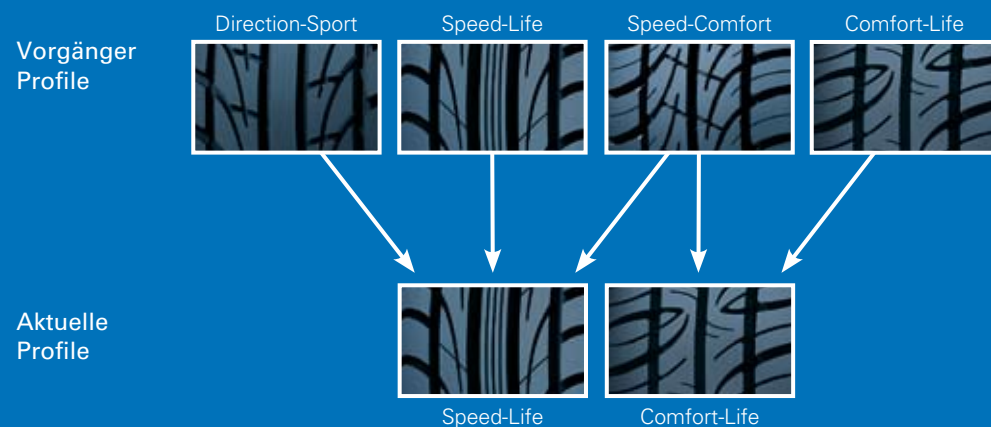 Direction-Sport
Speed-Life
Speed-Comfort
Comfort-Life
Vorgänger
Profile
Aktuelle
Profile
Speed-Life
Comfort-Life